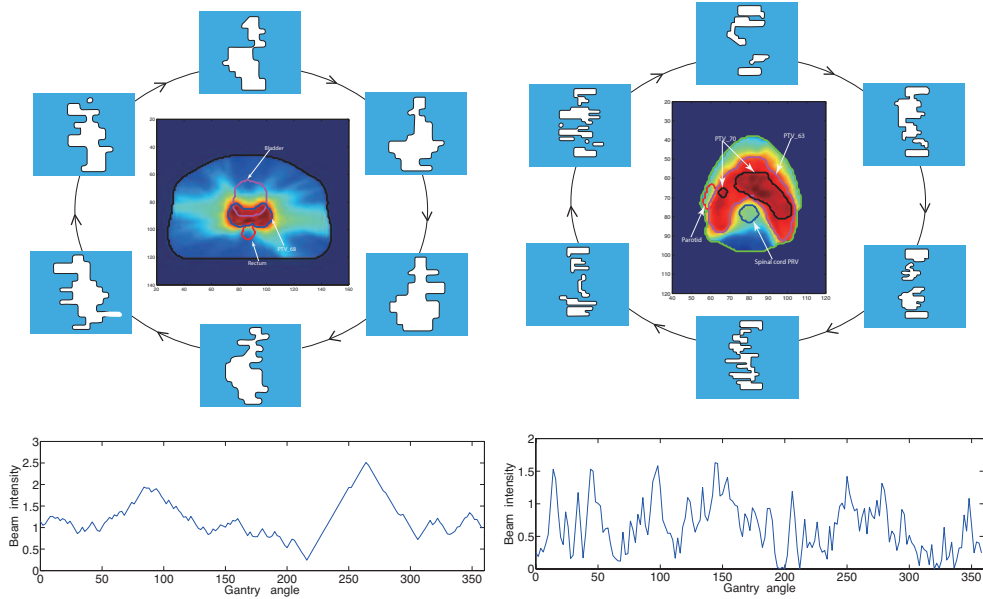 20
40
60
80
100
120
140
20 40 60 80 100 120 140 160
Bladder
PTV_68
Rectum
20
30
40
50
60
70
80
90
100
110
120
40 50 60 70 80 90 100 110 120
PTV_70
PTV_63
Parotid
Spinal cord PRV
3
2.5
2
1.5
1
0.5
0
0 50 100 150 200 250 300 350
Beam intensity
Gantry angle
2
1.5
1
0.5
0
0 50 100 150 200 250 300 350
Beam intensity
Gantry angle